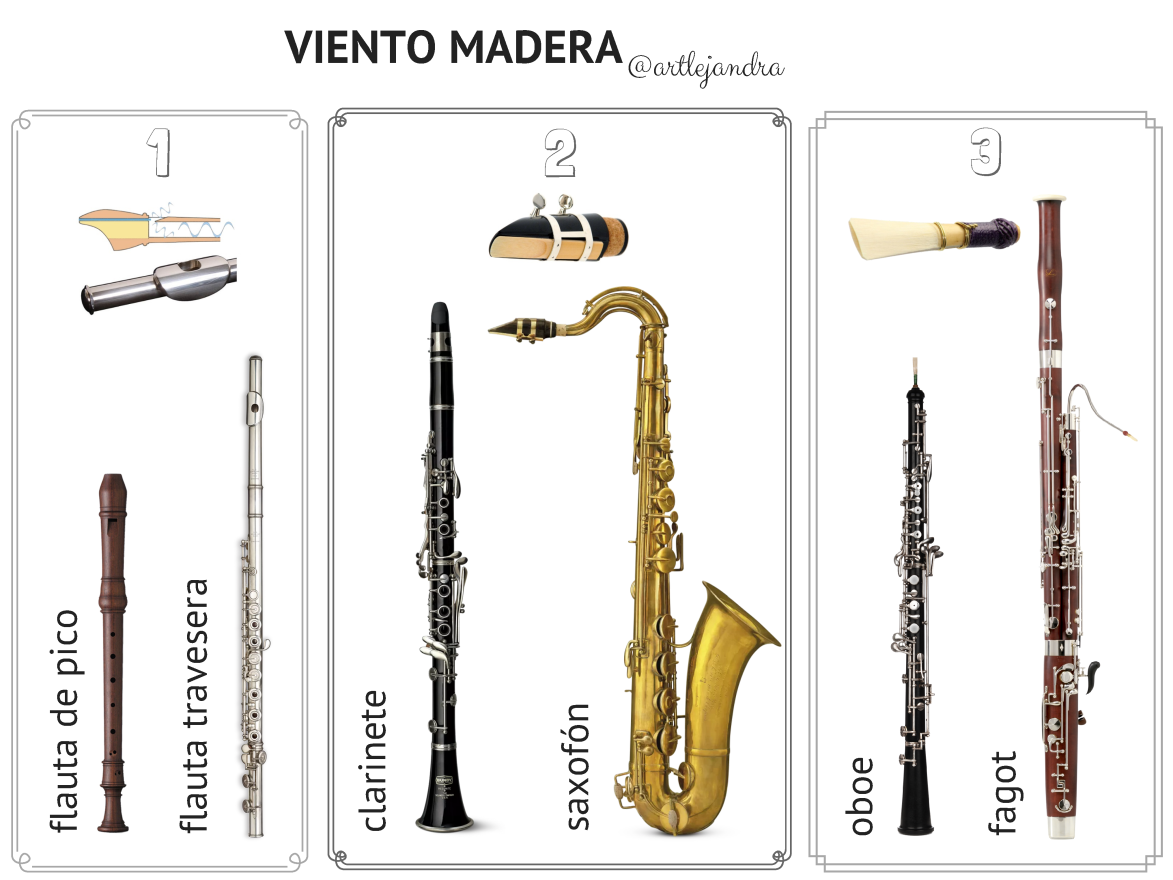 VIENTO MADERA
@artlejandra
1
2
3
flauta de pico
flauta travesera
clarinete
saxofón
oboe
fagot